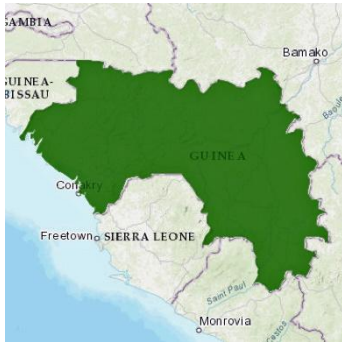 GAMBIA
Bamako
GUINEA-
BISSAU
GUINEA
Conakry
Freetown
SIERRA LEONE
Saint Paul
Monrovia